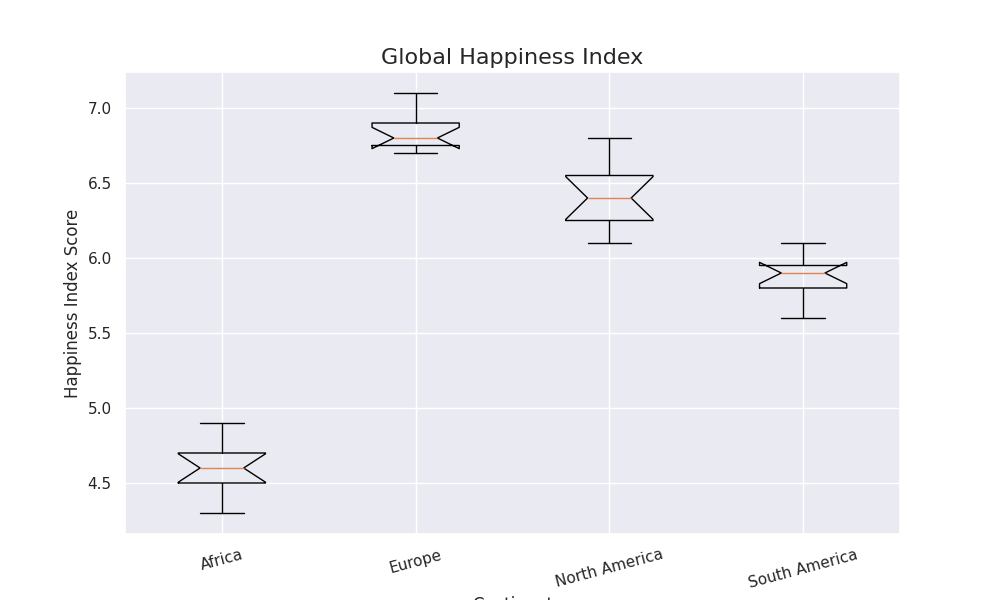 Global Happiness Index
Happiness Index Score
7.0
6.5
6.0
5.5
5.0
4.5
Africa
Europe
North America
South America